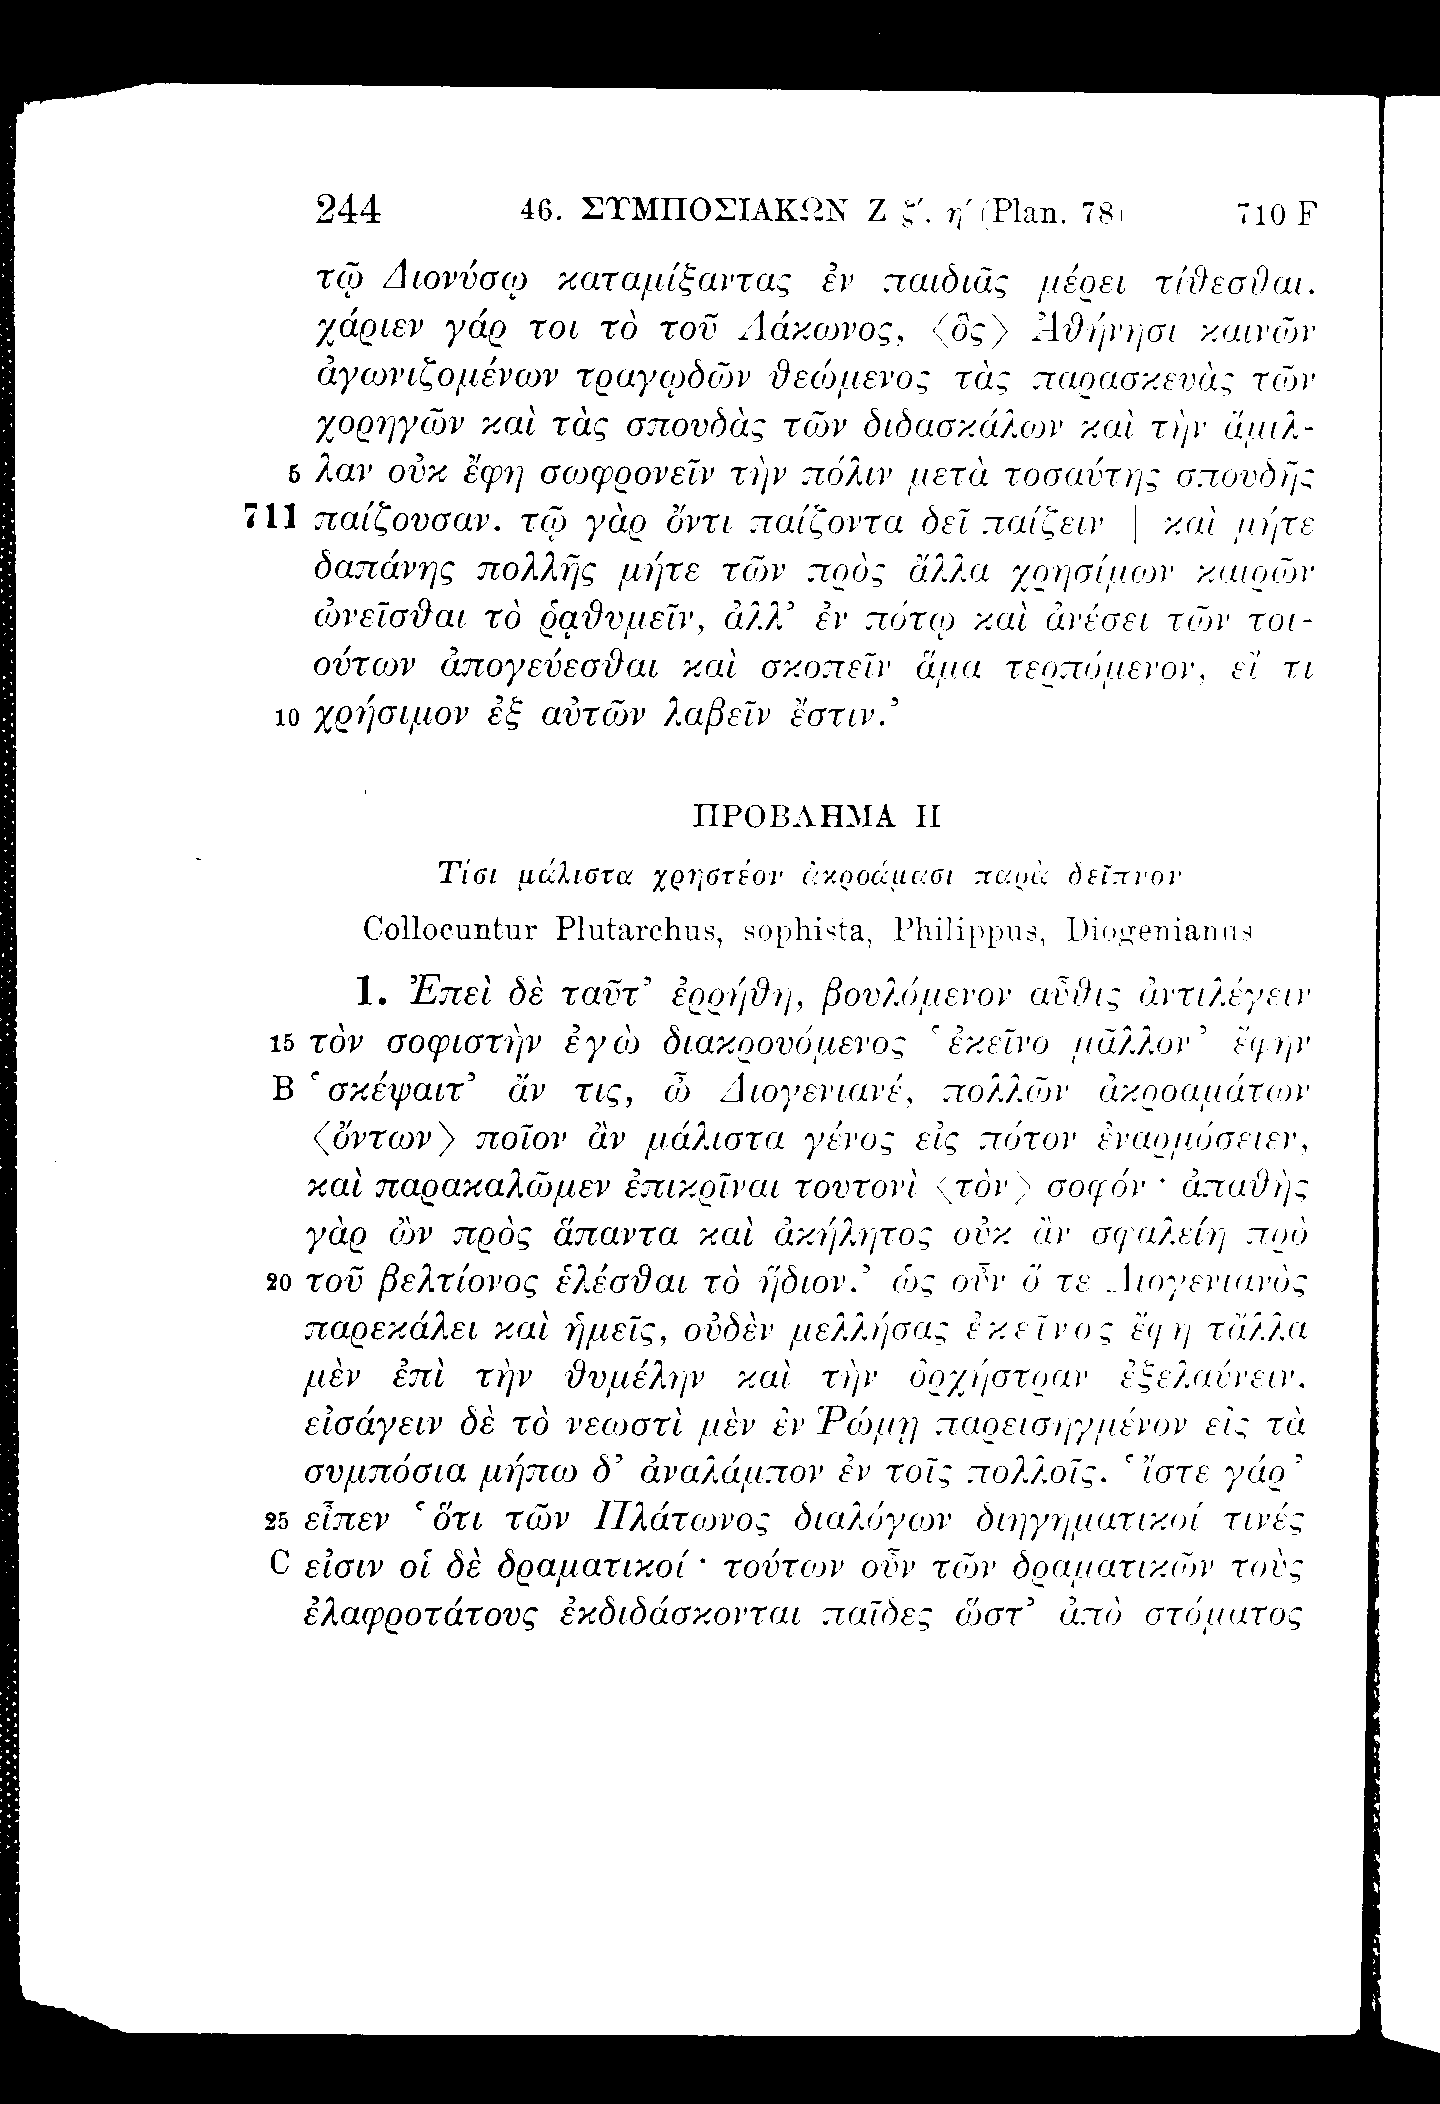 244 46. ΣΥΜΠΟΣΙΑΚΩΝ Ζ ζ΄. η΄ (Plan. 78) 710 F
τῷ Διονύσῳ καταμίξαντας ἐν παιδιᾶς μέρει τίθεσθαι.
χάριεν γάρ τοι τὸ τοῦ Λάκωνος, 〈ὃς〉 Ἀθήνησι καινῶν
ἀγωνιζομένων τραγῳδῶν θεώμενος τὰς παρασκευὰς τῶν
χορηγῶν καὶ τὰς σπουδὰς τῶν διδασκάλων καὶ τὴν ἅμιλ-
5 λαν οὐκ ἔφη σωφρονεῖν τὴν πόλιν μετὰ τοσαύτης σπουδῆς
711 παίζουσαν. τῷ γὰρ ὄντι παίζοντα δεῖ παίζειν | καὶ μήτε
δαπάνης πολλῆς μήτε τῶν πρὸς ἄλλα χρησίμων καιρῶν
ὠνεῖσθαι τὸ ῥᾳθυμεῖν, ἀλλ’ ἐν πότῳ καὶ ἀνέσει τῶν τοι-
ούτων ἀπογεύεσθαι καὶ σκοπεῖν ἅμα τερπόμενον, εἴ τι
10 χρήσιμον ἐξ αὐτῶν λαβεῖν ἔστιν.’
ΠΡΟΒΛΗΜΑ Η
Τίσι μάλιστα χρηστέον ἀκροάμασι παρὰ δεῖπνον
Collocuntur Plutarchus, sophista, Philippus, Diogenianus
1. Ἐπεὶ δὲ ταῦτ’ ἐρρήθη, βουλόμενον αὖθις ἀντιλέγειν
15 τὸν σοφιστὴν ἐγὼ διακρουόμενος ‘ἐκεῖνο μᾶλλον’ ἔφην
B ‘σκέψαιτ’ ἄν τις, ὦ Διογενιανέ, πολλῶν ἀκροαμάτων
〈ὄντων〉 ποῖον ἂν μάλιστα γένος εἰς πότον ἐναρμόσειεν,
καὶ παρακαλῶμεν ἐπικρῖναι τουτονὶ 〈τὸν〉 σοφόν · ἀπαθὴς
γὰρ ὢν πρὸς ἅπαντα καὶ ἀκήλητος οὐκ ἂν σφαλείη πρὸ
20 τοῦ βελτίονος ἑλέσθαι τὸ ἥδιον.’ ὡς οὖν ὅ τε Διογενιανὸς
παρεκάλει καὶ ἡμεῖς, οὐδὲν μελλήσας ἐκεῖνος ἔφη τἄλλα
μὲν ἐπὶ τὴν θυμέλην καὶ τὴν ὀρχήστραν ἐξελαύνειν,
εἰσάγειν δὲ τὸ νεωστὶ μὲν ἐν Ῥώμῃ παρεισηγμένον εἰς τὰ
συμπόσια μήπω δ’ ἀναλάμπον ἐν τοῖς πολλοῖς. ‘ἴστε γάρ’
25 εἶπεν ‘ὅτι τῶν Πλάτωνος διαλόγων διηγηματικοί τινές
C εἰσιν οἱ δὲ δραματικοί · τούτων οὖν τῶν δραματικῶν τοὺς
ἐλαφροτάτους ἐκδιδάσκονται παῖδες ὥστ’ ἀπὸ στόματος